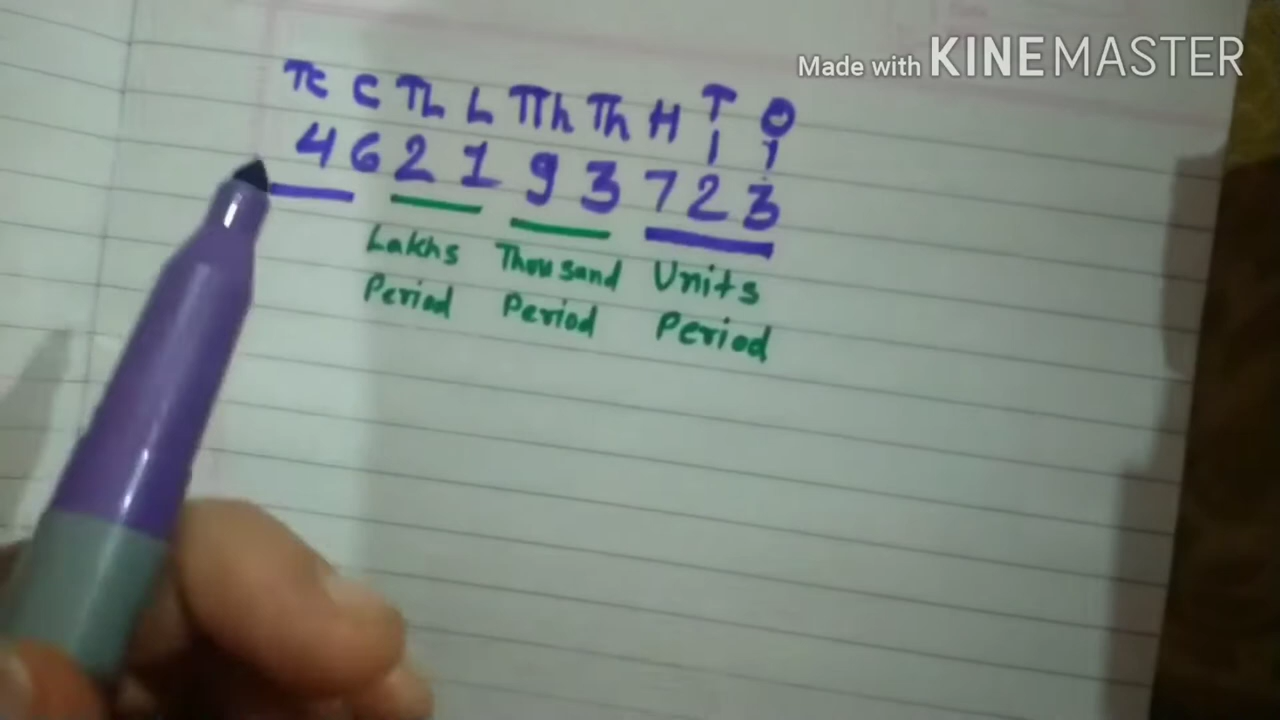 Made with KINEMASTER
TC C TL L TTh Th H T O
4 6 2 1 9 3 7 2 3
Lakhs Thousand Units
Period Period Period